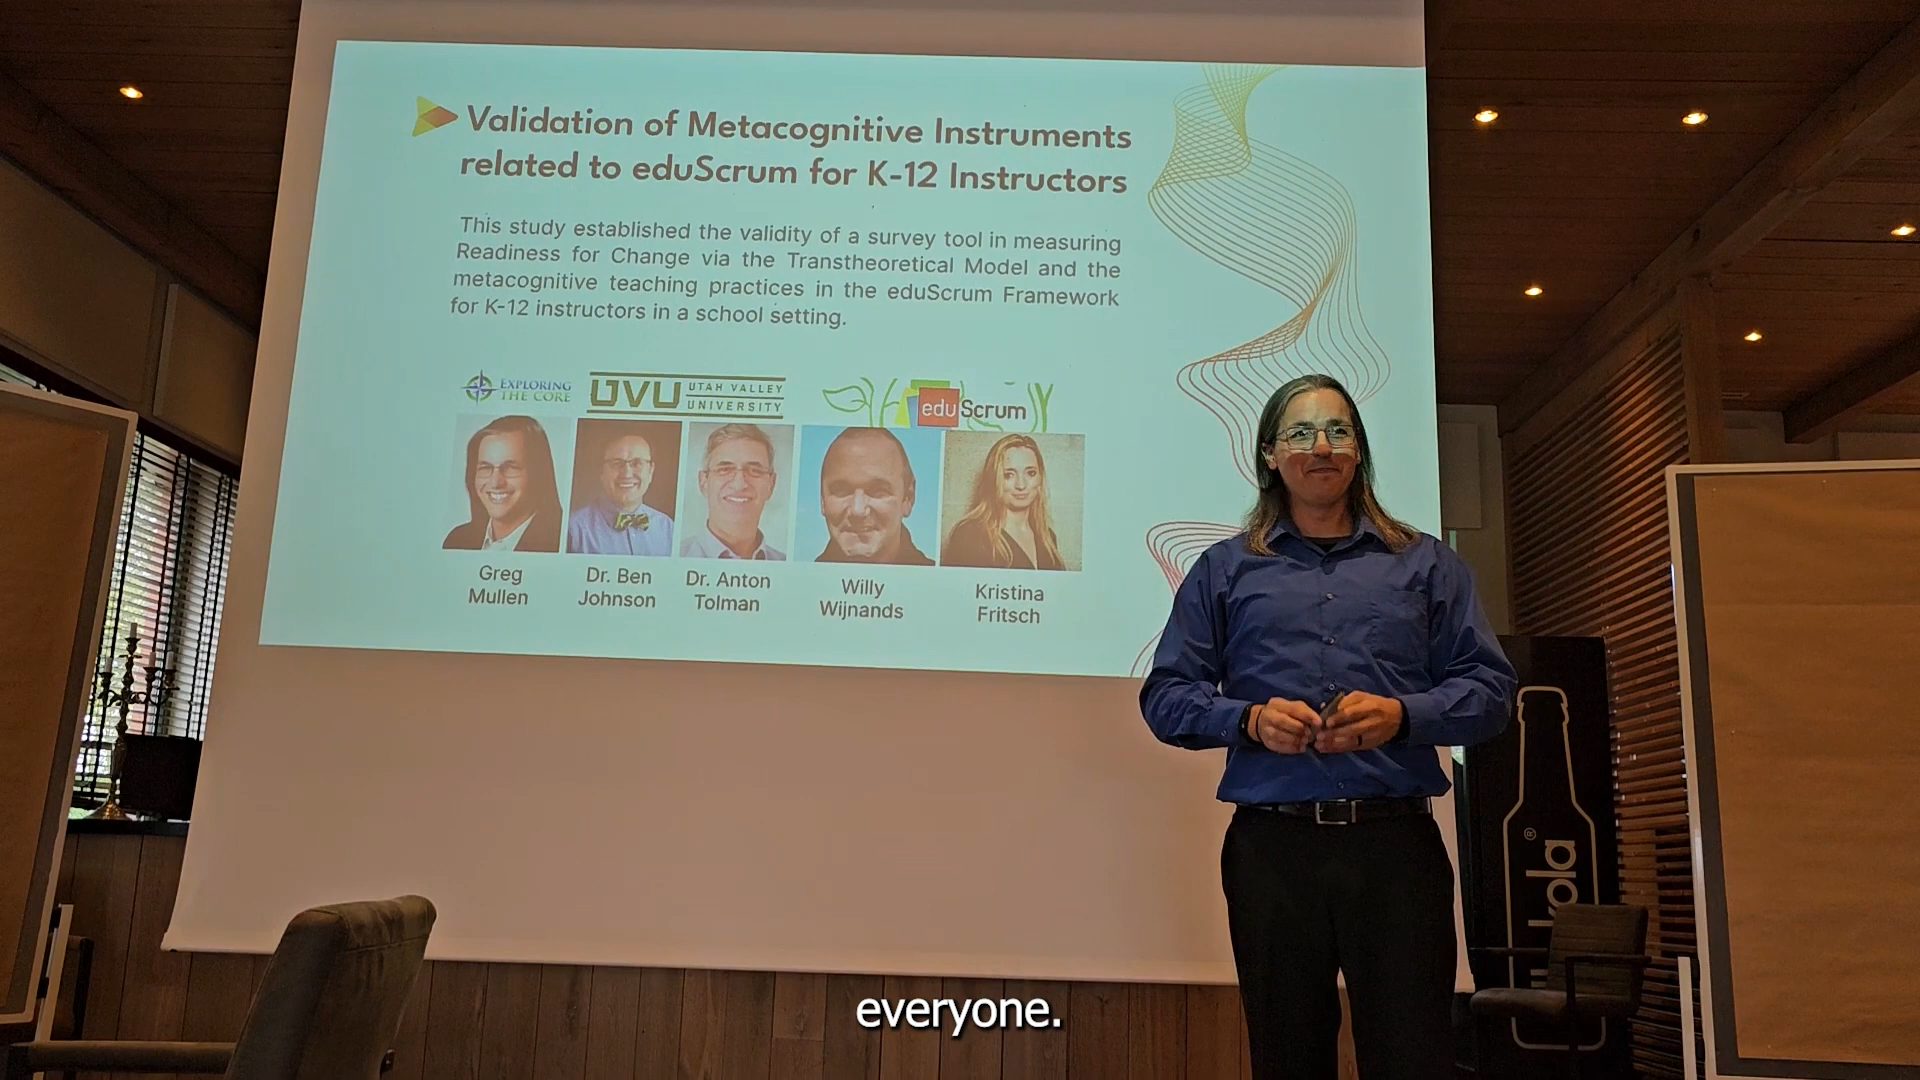 Validation of Metacognitive Instruments
related to eduScrum for K-12 Instructors
This study established the validity of a survey tool in measuring
Readiness for Change via the Transtheoretical Model and the
metacognitive teaching practices in the eduScrum Framework
for K-12 instructors in a school setting.
EXPLORING
THE CORE
UVU
UTAH VALLEY
UNIVERSITY
eduScrum
Greg
Mullen
Dr. Ben
Johnson
Dr. Anton
Tolman
Willy
Wijnands
Kristina
Fritsch
everyone.